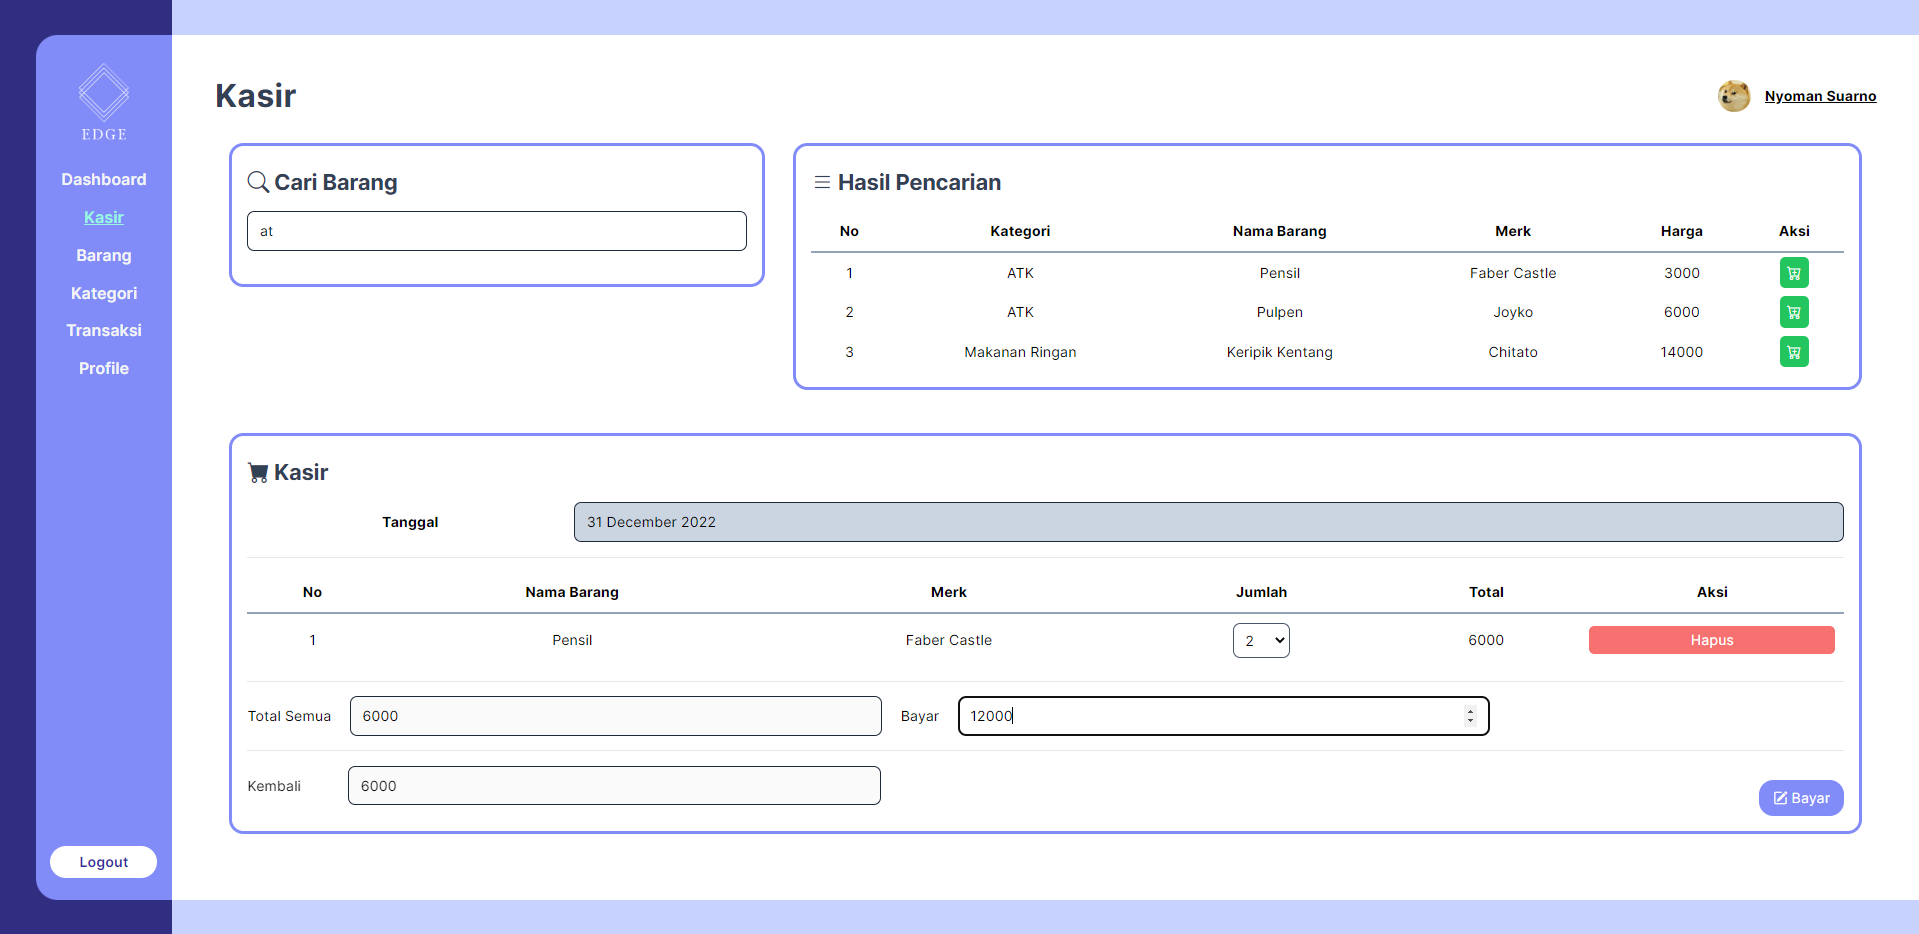 EDGE
Dashboard
Kasir
Barang
Kategori
Transaksi
Profile
Logout
Kasir
Nyoman Suarno
Cari Barang
at
Hasil Pencarian
No Kategori Nama Barang Merk Harga Aksi
1 ATK Pensil Faber Castle 3000
2 ATK Pulpen Joyko 6000
3 Makanan Ringan Keripik Kentang Chitato 14000
Kasir
Tanggal 31 December 2022
No Nama Barang Merk Jumlah Total Aksi
1 Pensil Faber Castle 2 6000 Hapus
Total Semua 6000 Bayar 12000
Kembali 6000
Bayar